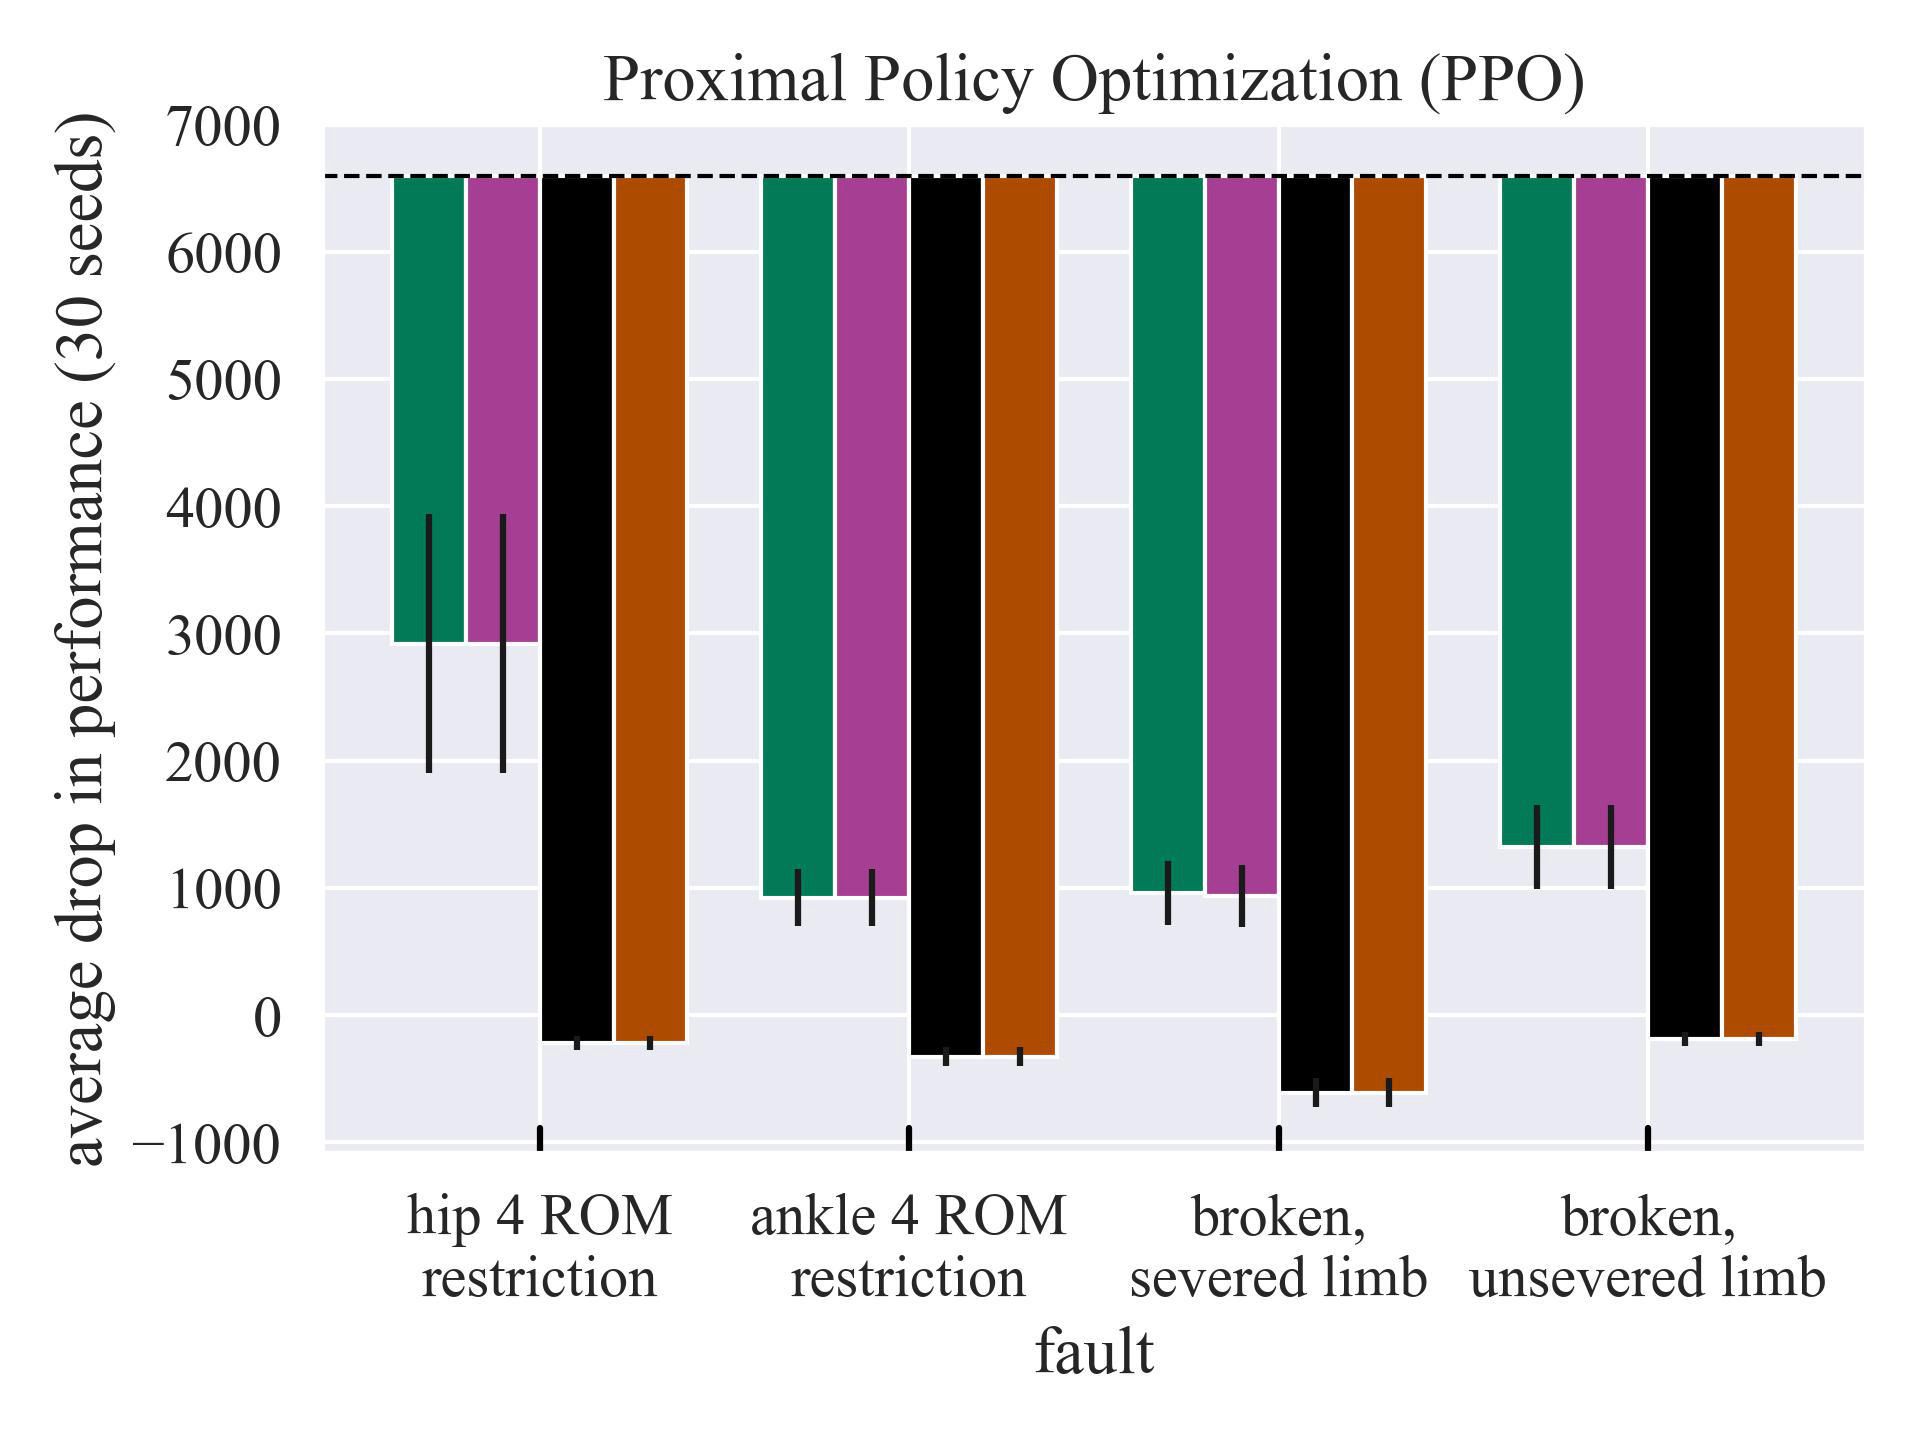 Proximal Policy Optimization (PPO)
average drop in performance (30 seeds)
7000
6000
5000
4000
3000
2000
1000
0
−1000
hip 4 ROM
restriction
ankle 4 ROM
restriction
broken,
severed limb
broken,
unsevered limb
fault